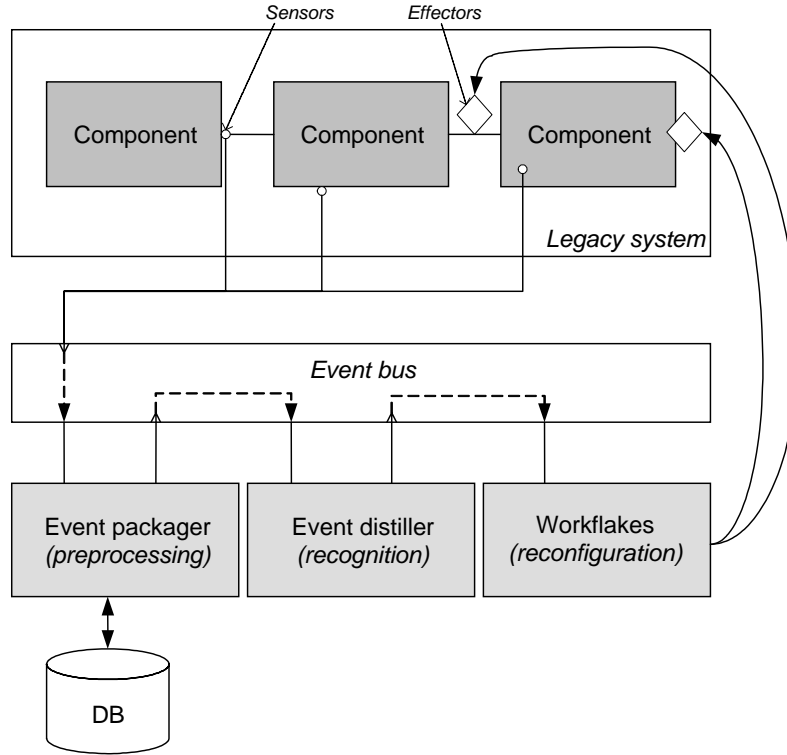 Sensors
Effectors
Component
Component
Component
Legacy system
Event bus
Event packager
(preprocessing)
Event distiller
(recognition)
Workflakes
(reconfiguration)
DB